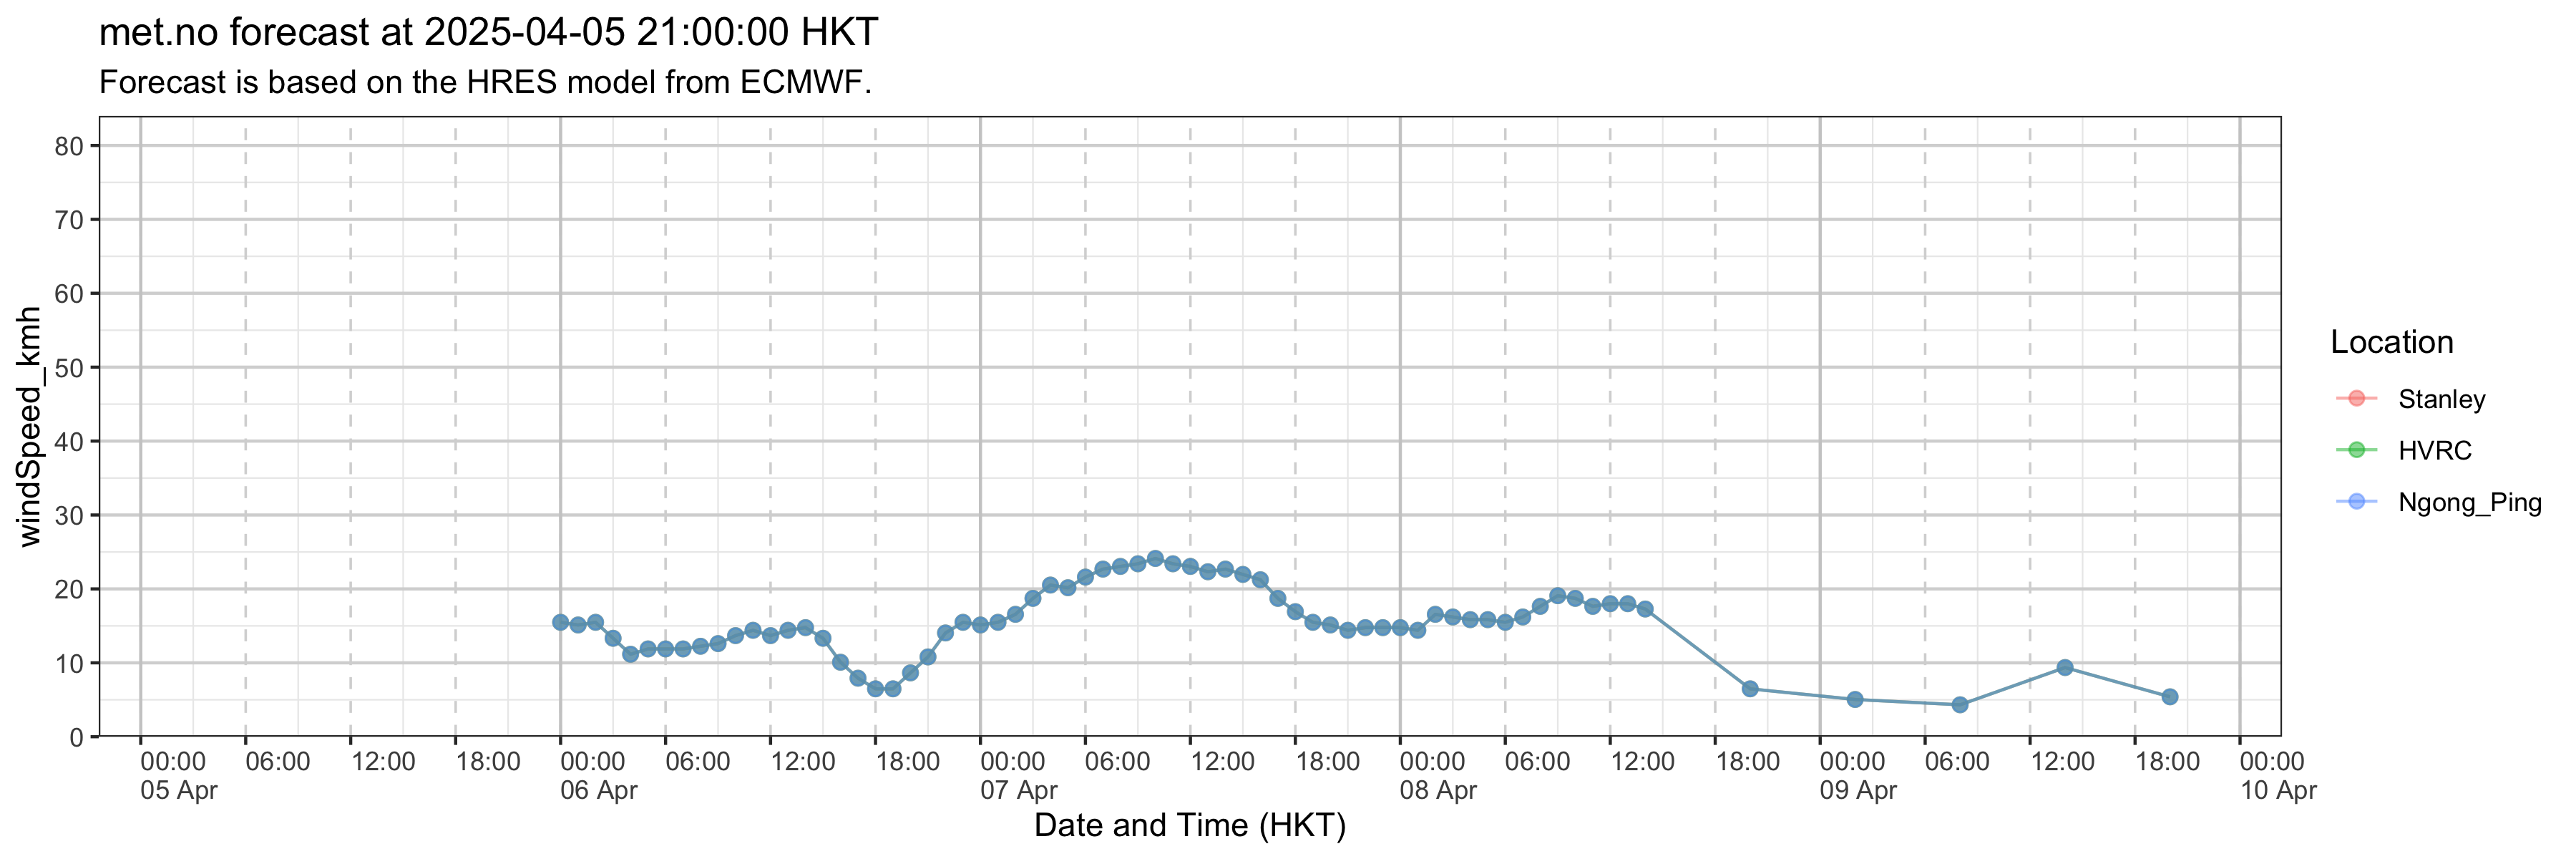 met.no forecast at 2025-04-05 21:00:00 HKT
Forecast is based on the HRES model from ECMWF.
windSpeed_kmh
80
70
60
50
40
30
20
10
0
00:00 06:00 12:00 18:00 00:00 06:00 12:00 18:00 00:00 06:00 12:00 18:00 00:00 06:00 12:00 18:00 00:00 06:00 12:00 18:00 00:00
05 Apr 06 Apr 07 Apr 08 Apr 09 Apr 10 Apr
Date and Time (HKT)
Location
Stanley
HVRC
Ngong_Ping